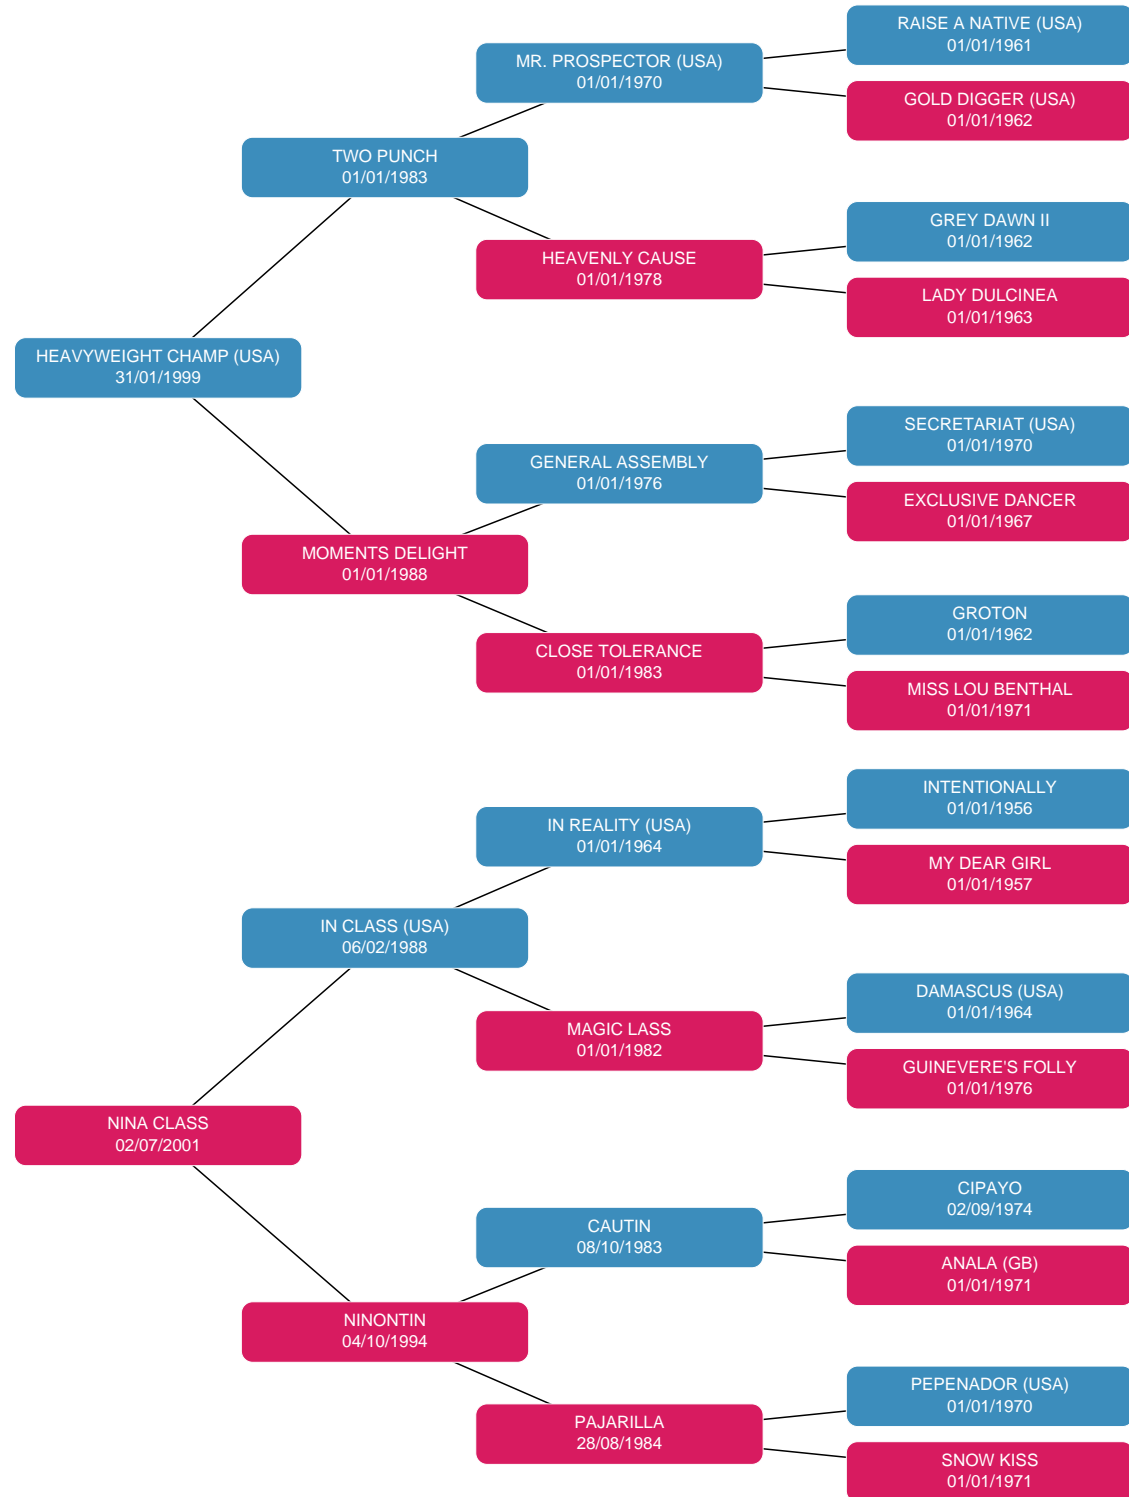 RAISE A NATIVE (USA)
01/01/1961
MR. PROSPECTOR (USA)
01/01/1970
GOLD DIGGER (USA)
01/01/1962
TWO PUNCH
01/01/1983
GREY DAWN II
01/01/1962
HEAVENLY CAUSE
01/01/1978
LADY DULCINEA
01/01/1963
HEAVYWEIGHT CHAMP (USA)
31/01/1999
SECRETARIAT (USA)
01/01/1970
GENERAL ASSEMBLY
01/01/1976
EXCLUSIVE DANCER
01/01/1967
MOMENTS DELIGHT
01/01/1988
GROTON
01/01/1962
CLOSE TOLERANCE
01/01/1983
MISS LOU BENTHAL
01/01/1971
INTENTIONALLY
01/01/1956
IN REALITY (USA)
01/01/1964
MY DEAR GIRL
01/01/1957
IN CLASS (USA)
06/02/1988
DAMASCUS (USA)
01/01/1964
MAGIC LASS
01/01/1982
GUINEVERE'S FOLLY
01/01/1976
NINA CLASS
02/07/2001
CIPAYO
02/09/1974
CAUTIN
08/10/1983
ANALA (GB)
01/01/1971
NINONTIN
04/10/1994
PEPENADOR (USA)
01/01/1970
PAJARILLA
28/08/1984
SNOW KISS
01/01/1971